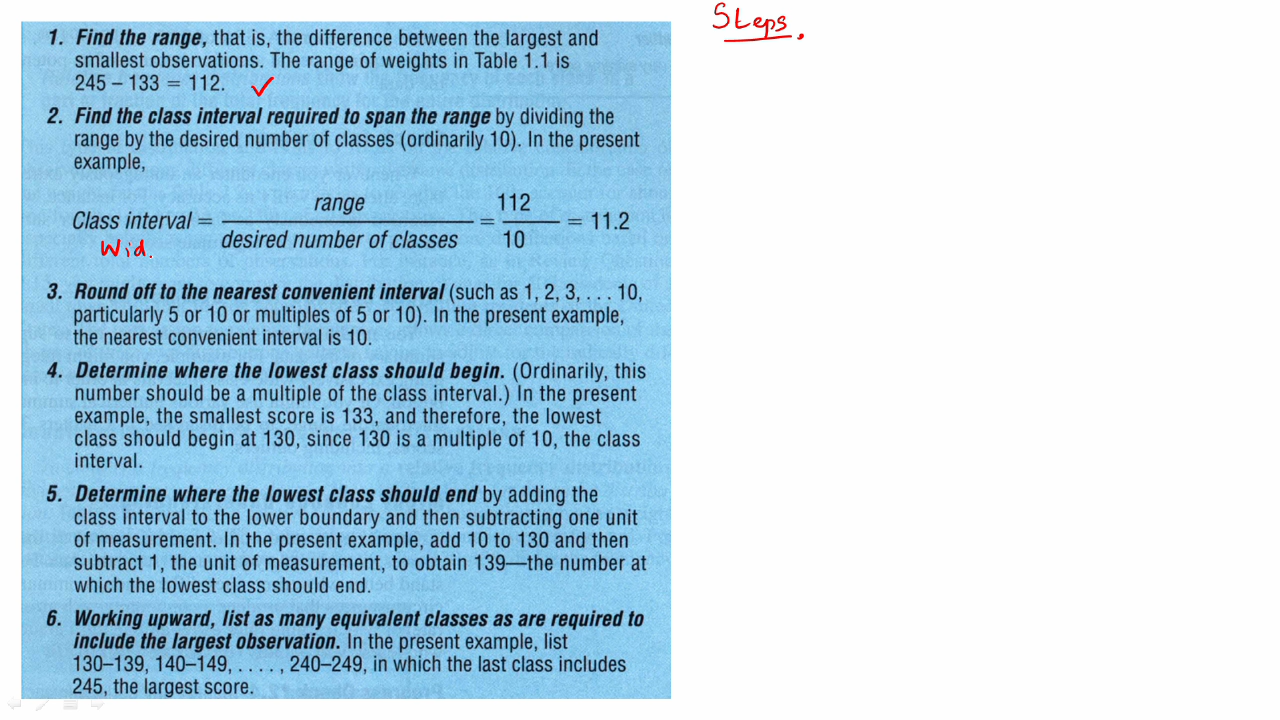 Steps.
1. Find the range, that is, the difference between the largest and
smallest observations. The range of weights in Table 1.1 is
245 – 133 = 112.
2. Find the class interval required to span the range by dividing the
range by the desired number of classes (ordinarily 10). In the present
example,
Class interval = range / desired number of classes = 112 / 10 = 11.2
Wid.
3. Round off to the nearest convenient interval (such as 1, 2, 3, . . . 10,
particularly 5 or 10 or multiples of 5 or 10). In the present example,
the nearest convenient interval is 10.
4. Determine where the lowest class should begin. (Ordinarily, this
number should be a multiple of the class interval.) In the present
example, the smallest score is 133, and therefore, the lowest
class should begin at 130, since 130 is a multiple of 10, the class
interval.
5. Determine where the lowest class should end by adding the
class interval to the lower boundary and then subtracting one unit
of measurement. In the present example, add 10 to 130 and then
subtract 1, the unit of measurement, to obtain 139—the number at
which the lowest class should end.
6. Working upward, list as many equivalent classes as are required to
include the largest observation. In the present example, list
130–139, 140–149, . . . . , 240–249, in which the last class includes
245, the largest score.